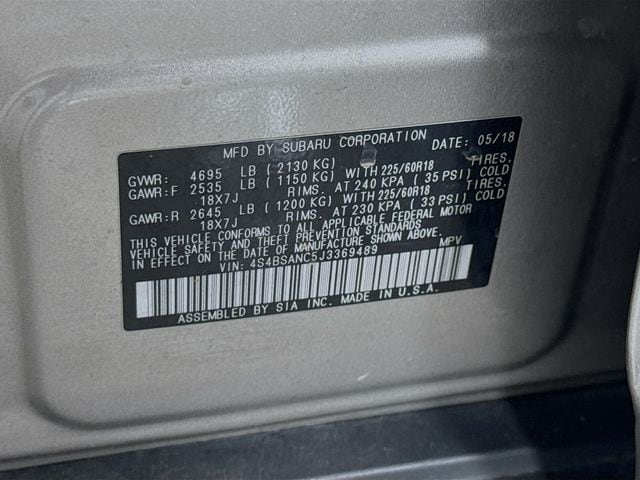 MFD BY SUBARU CORPORATION DATE: 05/18
GVWR: 4695 LB ( 2130 KG)
GAWR:F 2535 LB ( 1150 KG) WITH 225/60R18 TIRES.
18X7J RIMS. AT 240 KPA ( 35 PSI) COLD
GAWR:R 2645 LB ( 1200 KG) WITH 225/60R18 TIRES.
18X7J RIMS. AT 230 KPA ( 33 PSI) COLD
THIS VEHICLE CONFORMS TO ALL APPLICABLE FEDERAL MOTOR
VEHICLE SAFETY AND THEFT PREVENTION STANDARDS
IN EFFECT ON THE DATE OF MANUFACTURE SHOWN ABOVE.
VIN: 4S4BSANC5J3369489 MPV
ASSEMBLED BY SIA INC. MADE IN U.S.A.